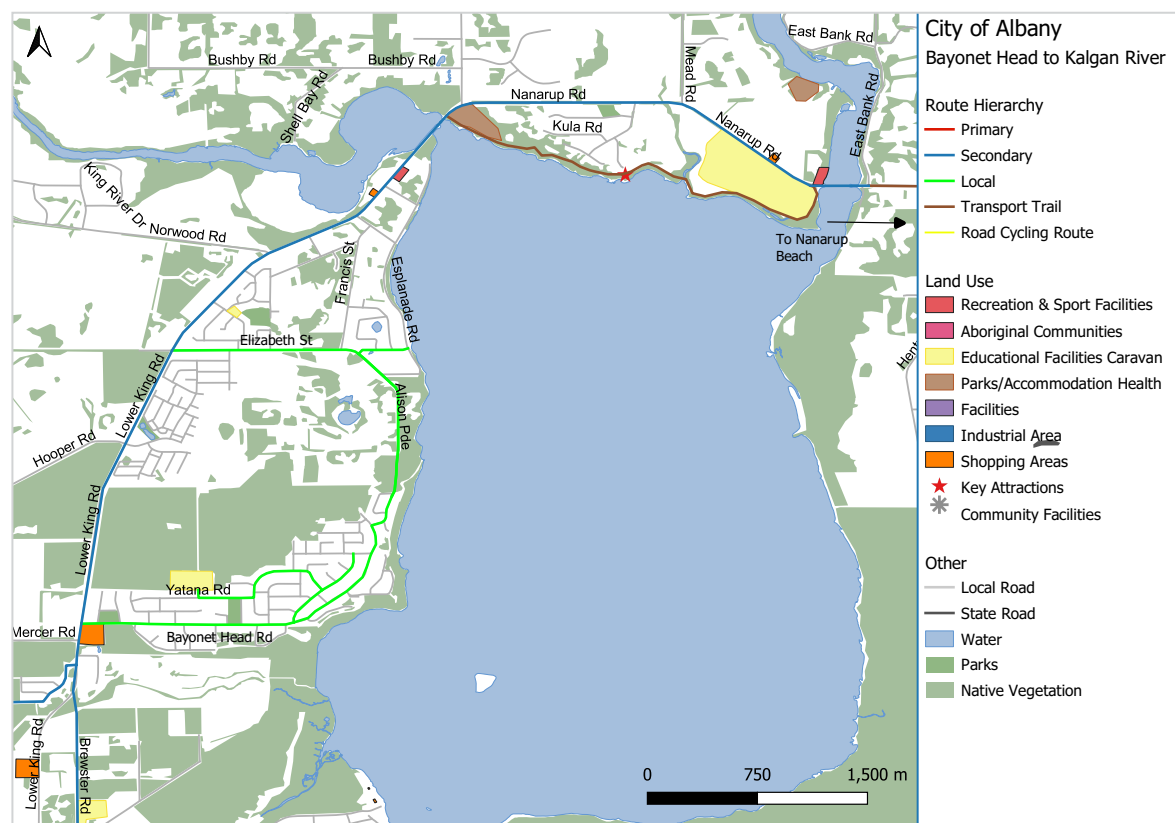 City of Albany
Bayonet Head to Kalgan River
Route Hierarchy
Primary
Secondary
Local
Transport Trail
Road Cycling Route
Land Use
Recreation & Sport Facilities
Aboriginal Communities
Educational Facilities Caravan
Parks/Accommodation Health
Facilities
Industrial Area
Shopping Areas
Key Attractions
Community Facilities
Other
Local Road
State Road
Water
Parks
Native Vegetation
East Bank Rd
Bushby Rd
Bushby Rd
Mead Rd
East Bank Rd
Shell Bay Rd
Nanarup Rd
Kula Rd
Nanarup Rd
King River Dr
Norwood Rd
To Nanarup
Beach
Francis St
Esplanade Rd
Elizabeth St
Lower King Rd
Alison Pde
Hooper Rd
Lower King Rd
Yatana Rd
Mercer Rd
Bayonet Head Rd
Lower King Rd
Brewster Rd
0 750 1,500 m